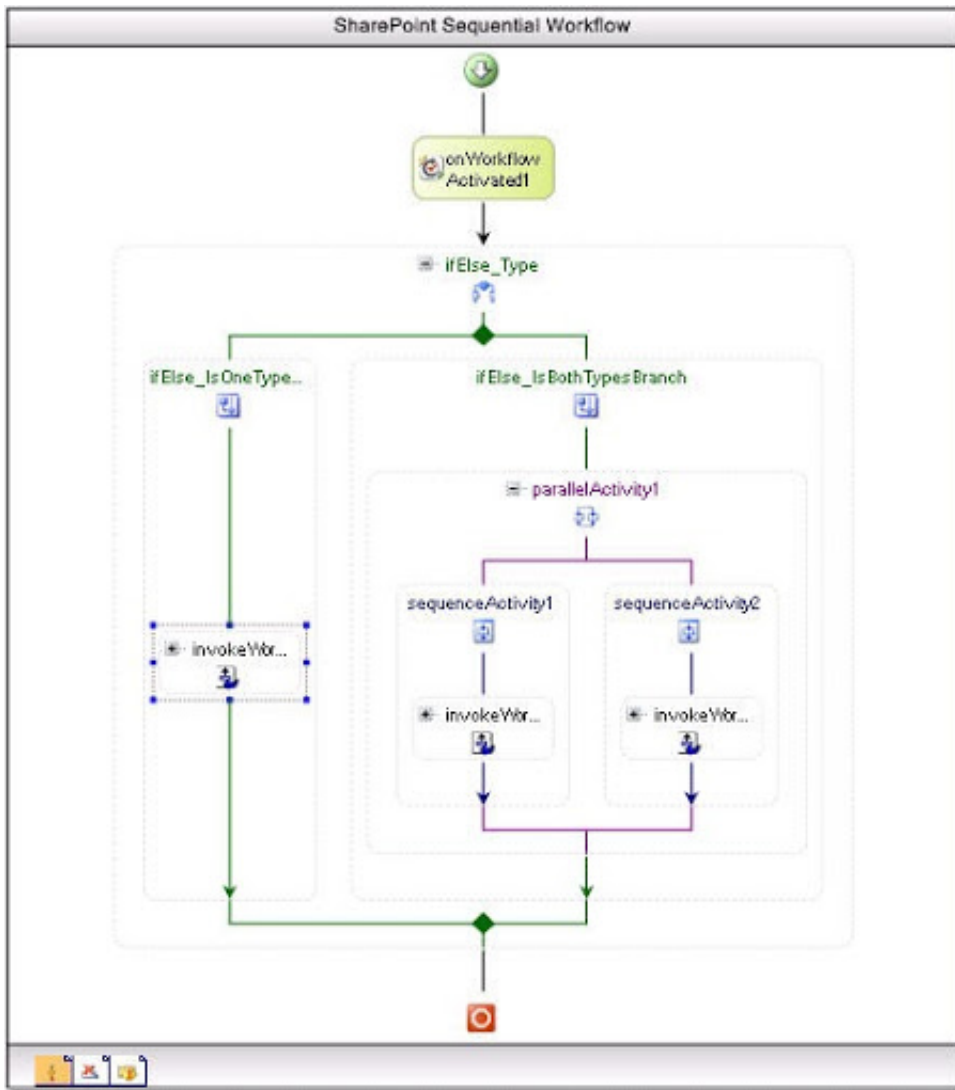 SharePoint Sequential Workflow
onWorkflow
Activated1
ifElse_Type
ifElse_IsOneType...
ifElse_IsBothTypesBranch
parallelActivity1
sequenceActivity1
sequenceActivity2
invokeWor...
invokeWor...
invokeWor...